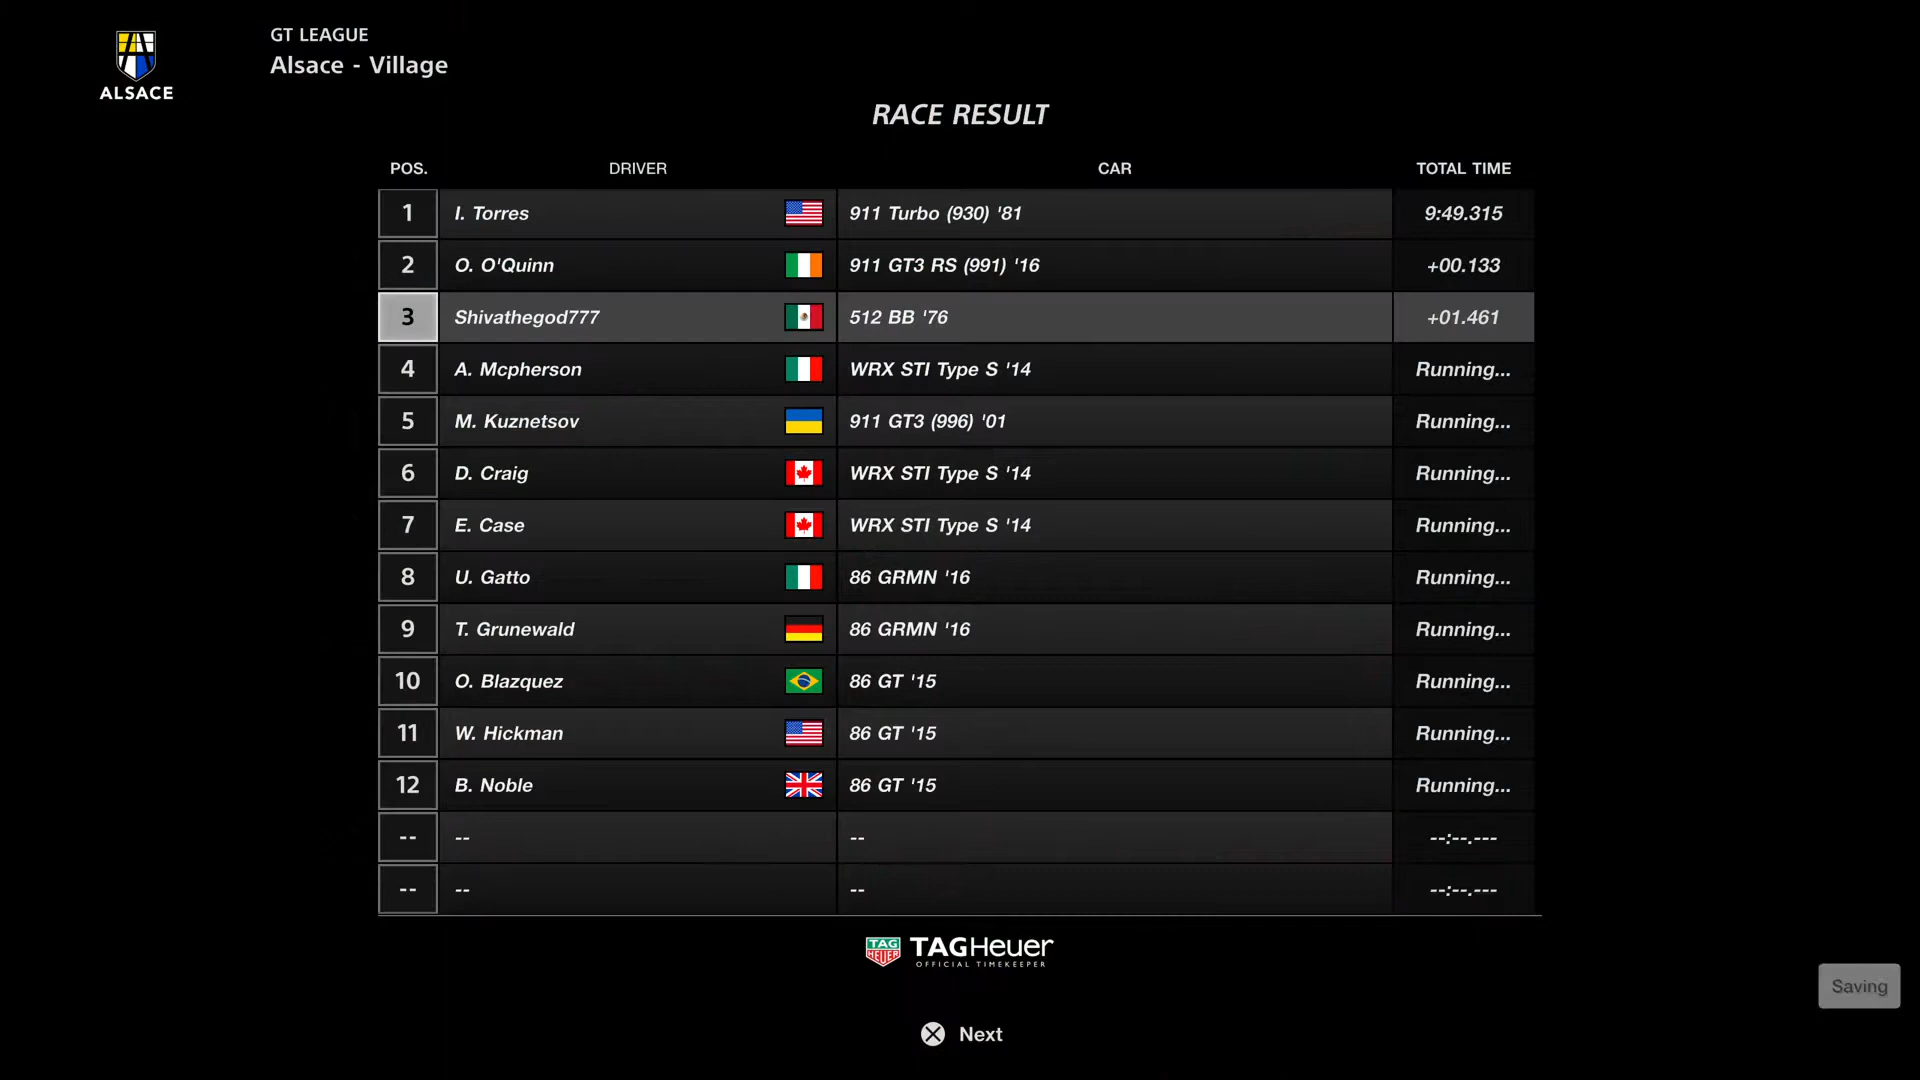 GT LEAGUE
Alsace - Village
ALSACE
RACE RESULT
POS. DRIVER CAR TOTAL TIME
1 I. Torres 911 Turbo (930) '81 9:49.315
2 O. O'Quinn 911 GT3 RS (991) '16 +00.133
3 Shivathegod777 512 BB '76 +01.461
4 A. Mcpherson WRX STI Type S '14 Running...
5 M. Kuznetsov 911 GT3 (996) '01 Running...
6 D. Craig WRX STI Type S '14 Running...
7 E. Case WRX STI Type S '14 Running...
8 U. Gatto 86 GRMN '16 Running...
9 T. Grunewald 86 GRMN '16 Running...
10 O. Blazquez 86 GT '15 Running...
11 W. Hickman 86 GT '15 Running...
12 B. Noble 86 GT '15 Running...
-- -- -- --:--.---
-- -- -- --:--.---
TAG HEUER TAGHeuer
OFFICIAL TIMEKEEPER
Saving
Next